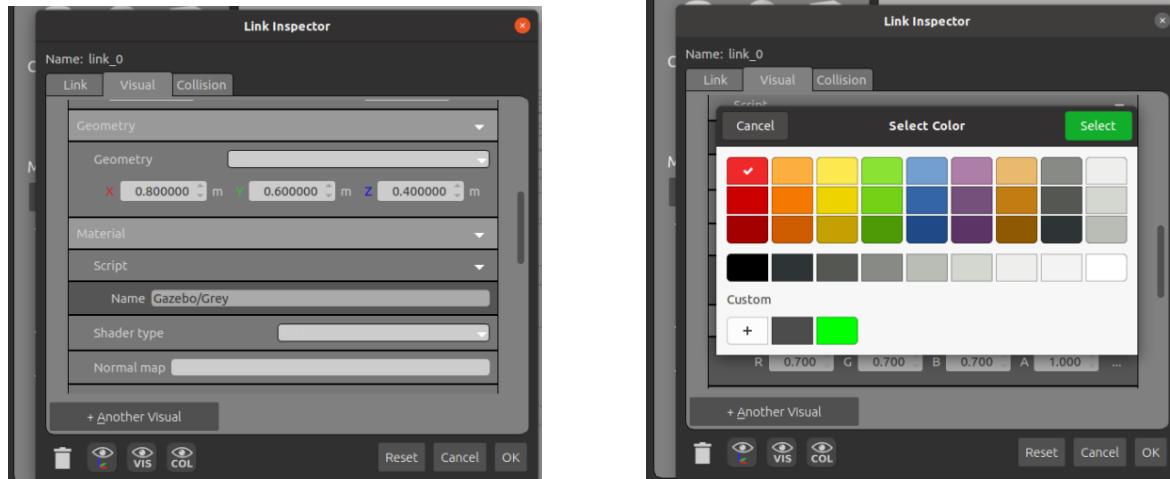 Link Inspector
Name: link_0
Link Visual Collision
Geometry
Geometry
X 0.800000 m Y 0.600000 m Z 0.400000 m
Material
Script
Name Gazebo/Grey
Shader type
Normal map
+ Another Visual
VIS COL Reset Cancel OK
Link Inspector
Name: link_0
Link Visual Collision
Script
Cancel Select Color Select
Custom
+
R 0.700 G 0.700 B 0.700 A 1.000 ...
+ Another Visual
VIS COL Reset Cancel OK